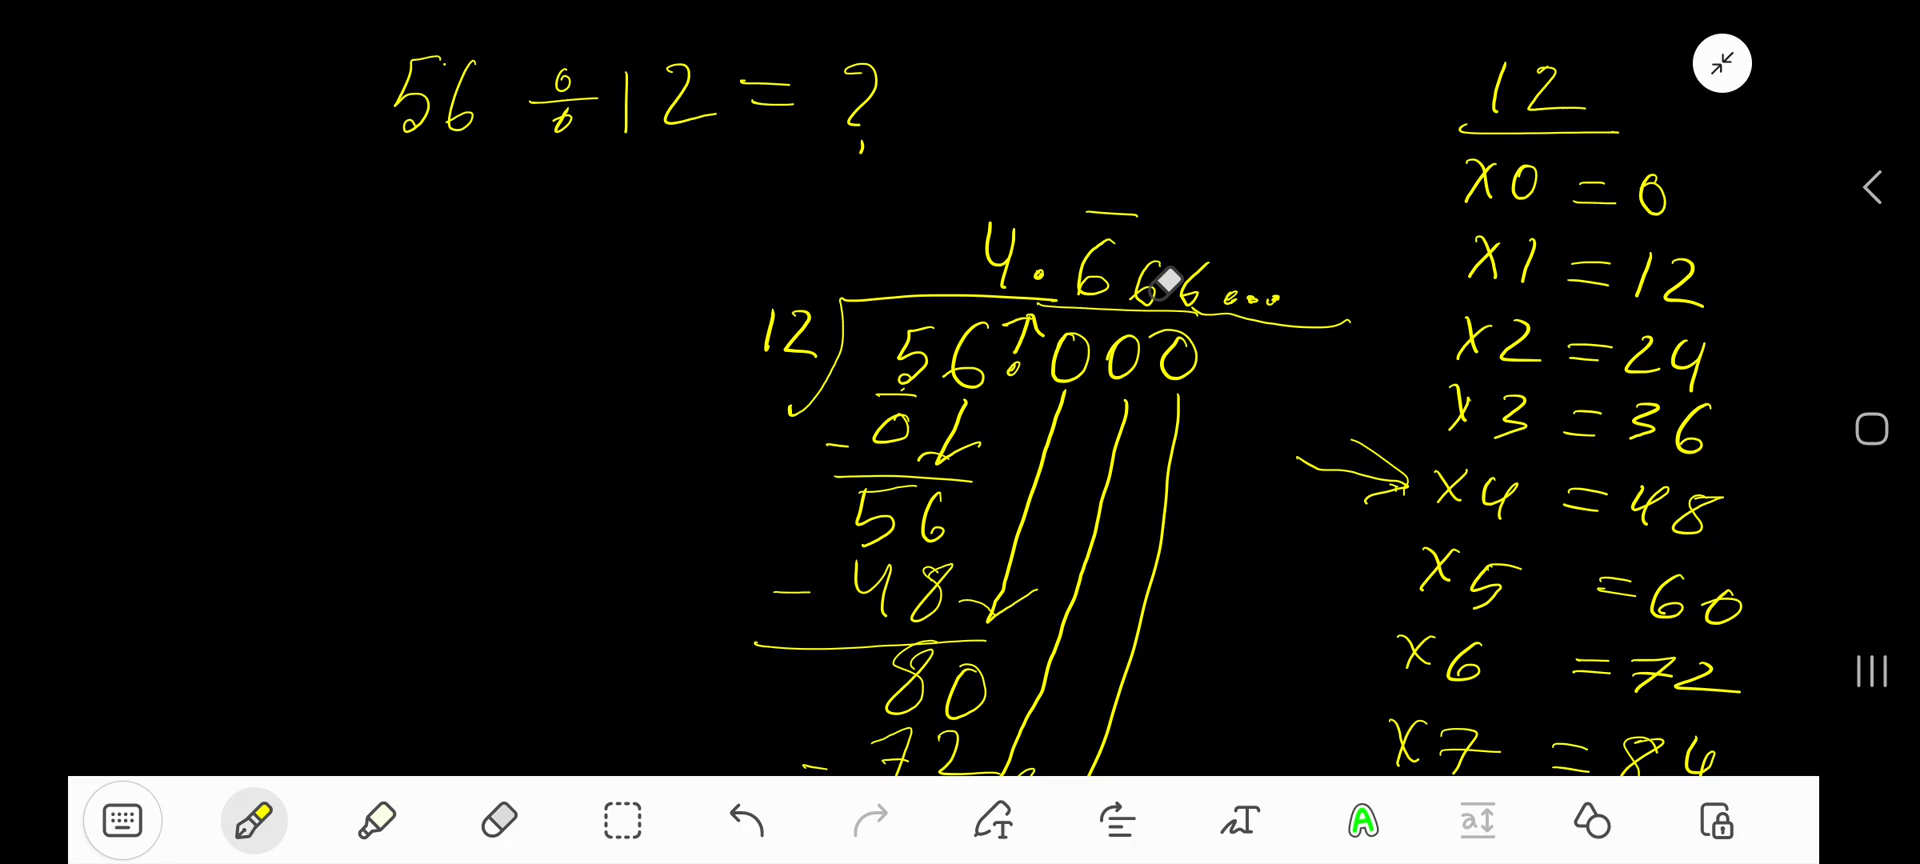 56 ÷ 12 = ?
4.666...
12 56.000
- 0
56
- 48
80
- 72
12
x0 = 0
x1 = 12
x2 = 24
x3 = 36
x4 = 48
x5 = 60
x6 = 72
x7 = 84
T
T
A
a